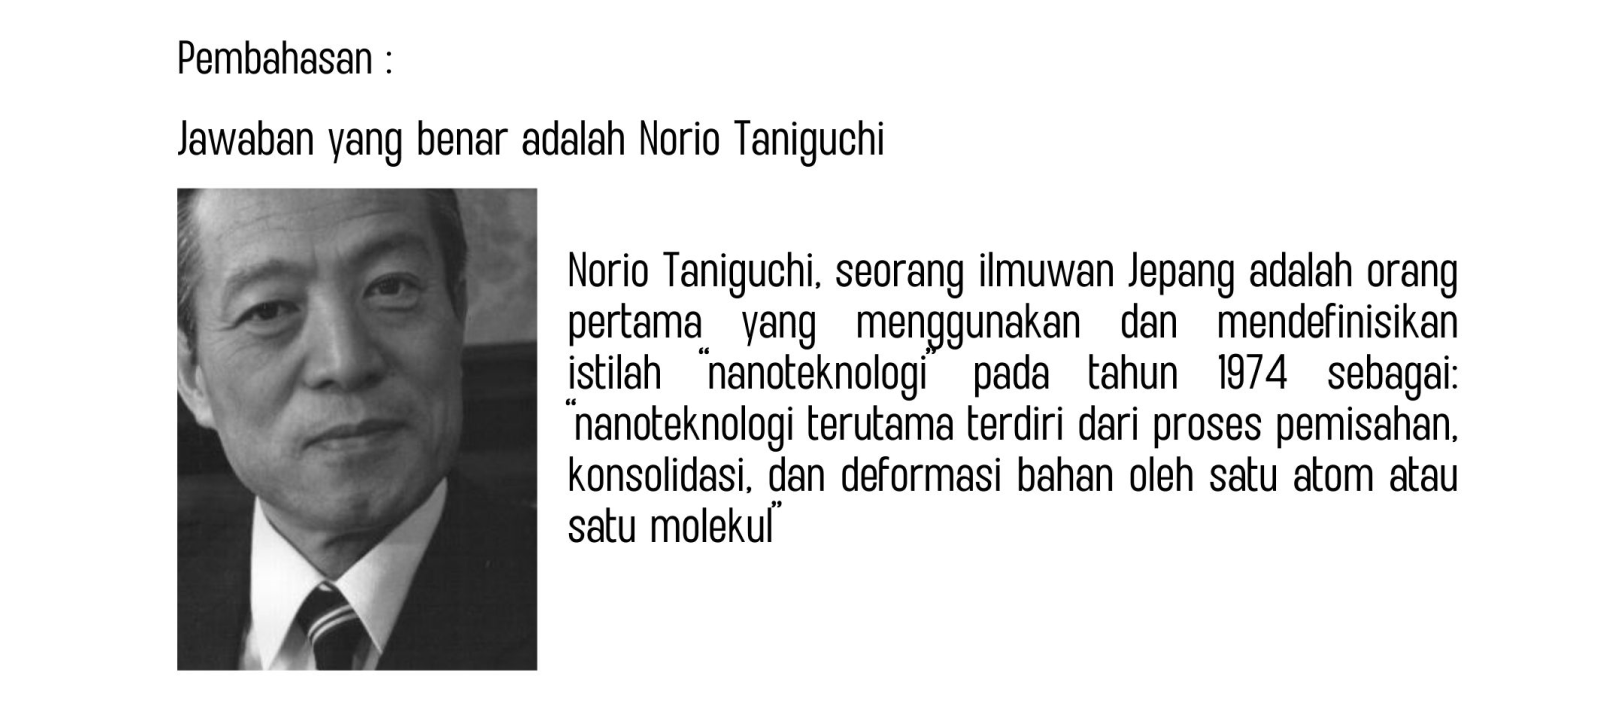 Pembahasan :
Jawaban yang benar adalah Norio Taniguchi
Norio Taniguchi, seorang ilmuwan Jepang adalah orang
pertama yang menggunakan dan mendefinisikan
istilah “nanoteknologi” pada tahun 1974 sebagai:
“nanoteknologi terutama terdiri dari proses pemisahan,
konsolidasi, dan deformasi bahan oleh satu atom atau
satu molekul”